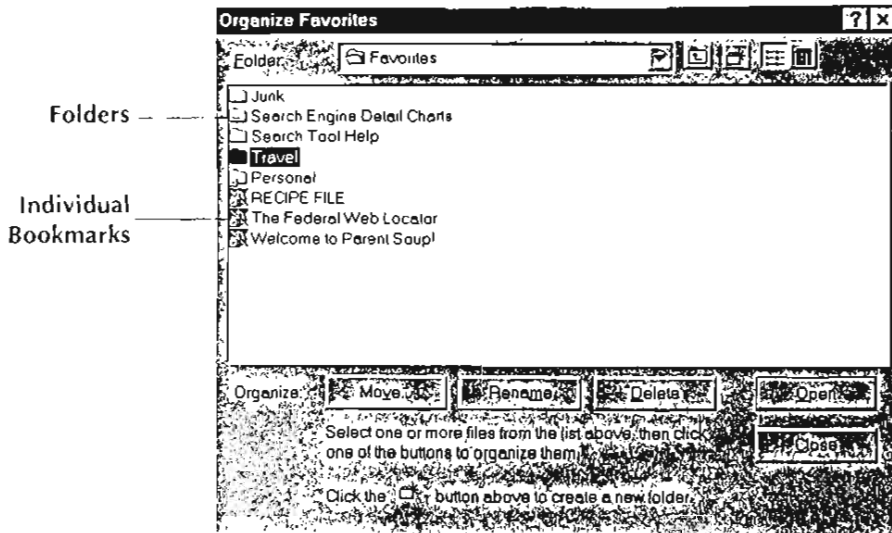 Organize Favorites
Folder: Favorites
Folders
Junk
Search Engine Detail Charts
Search Tool Help
Travel
Personal
Individual Bookmarks
RECIPE FILE
The Federal Web Locator
Welcome to Parent Soup!
Organize: Move... Rename Delete Open
Select one or more files from the list above, then click
one of the buttons to organize them. Close
Click the button above to create a new folder.